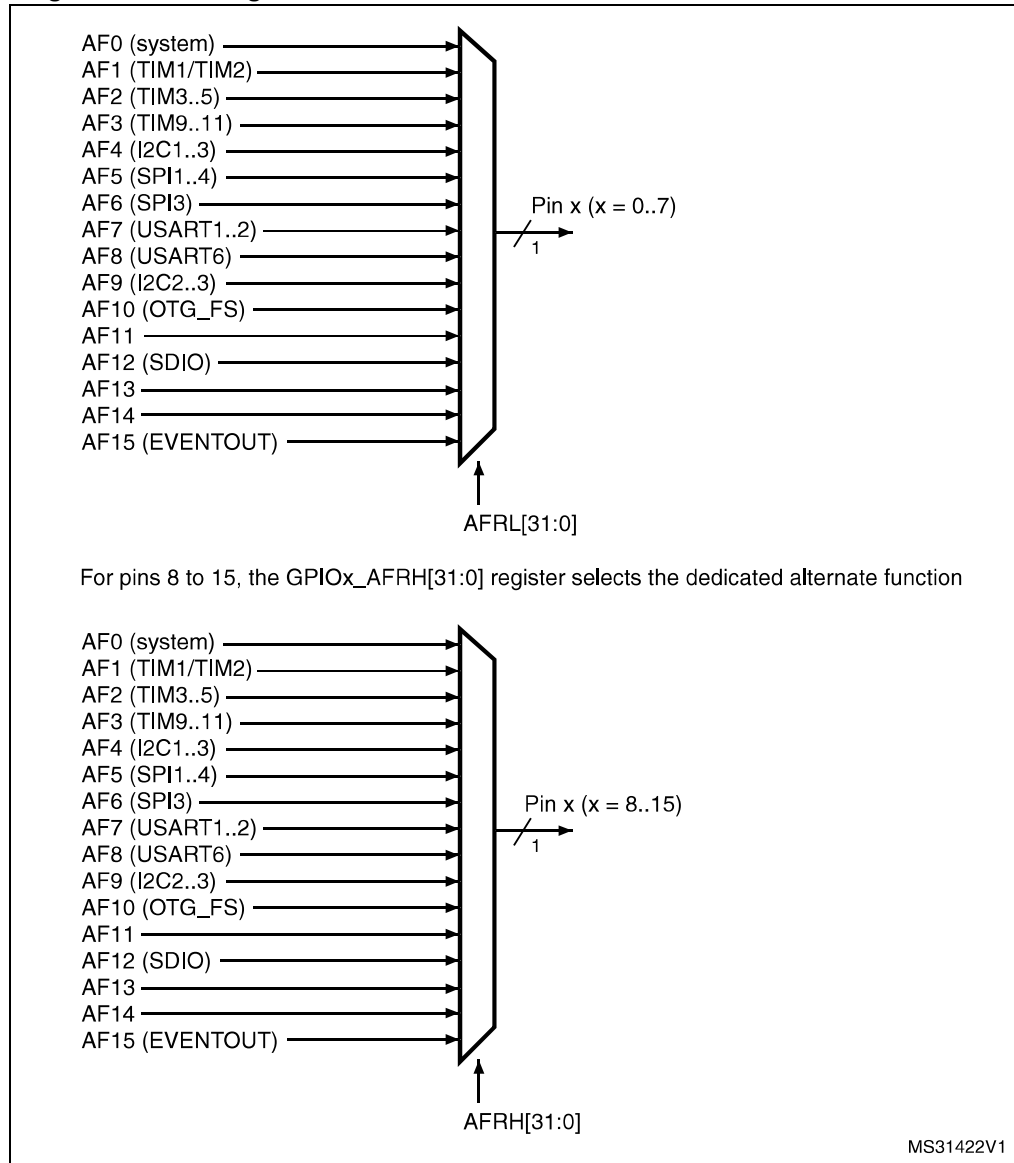 AF0 (system)
AF1 (TIM1/TIM2)
AF2 (TIM3..5)
AF3 (TIM9..11)
AF4 (I2C1..3)
AF5 (SPI1..4)
AF6 (SPI3)
AF7 (USART1..2)
AF8 (USART6)
AF9 (I2C2..3)
AF10 (OTG_FS)
AF11
AF12 (SDIO)
AF13
AF14
AF15 (EVENTOUT)
Pin x (x = 0..7)
1
AFRL[31:0]
For pins 8 to 15, the GPIOx_AFRH[31:0] register selects the dedicated alternate function
AF0 (system)
AF1 (TIM1/TIM2)
AF2 (TIM3..5)
AF3 (TIM9..11)
AF4 (I2C1..3)
AF5 (SPI1..4)
AF6 (SPI3)
AF7 (USART1..2)
AF8 (USART6)
AF9 (I2C2..3)
AF10 (OTG_FS)
AF11
AF12 (SDIO)
AF13
AF14
AF15 (EVENTOUT)
Pin x (x = 8..15)
1
AFRH[31:0]
MS31422V1